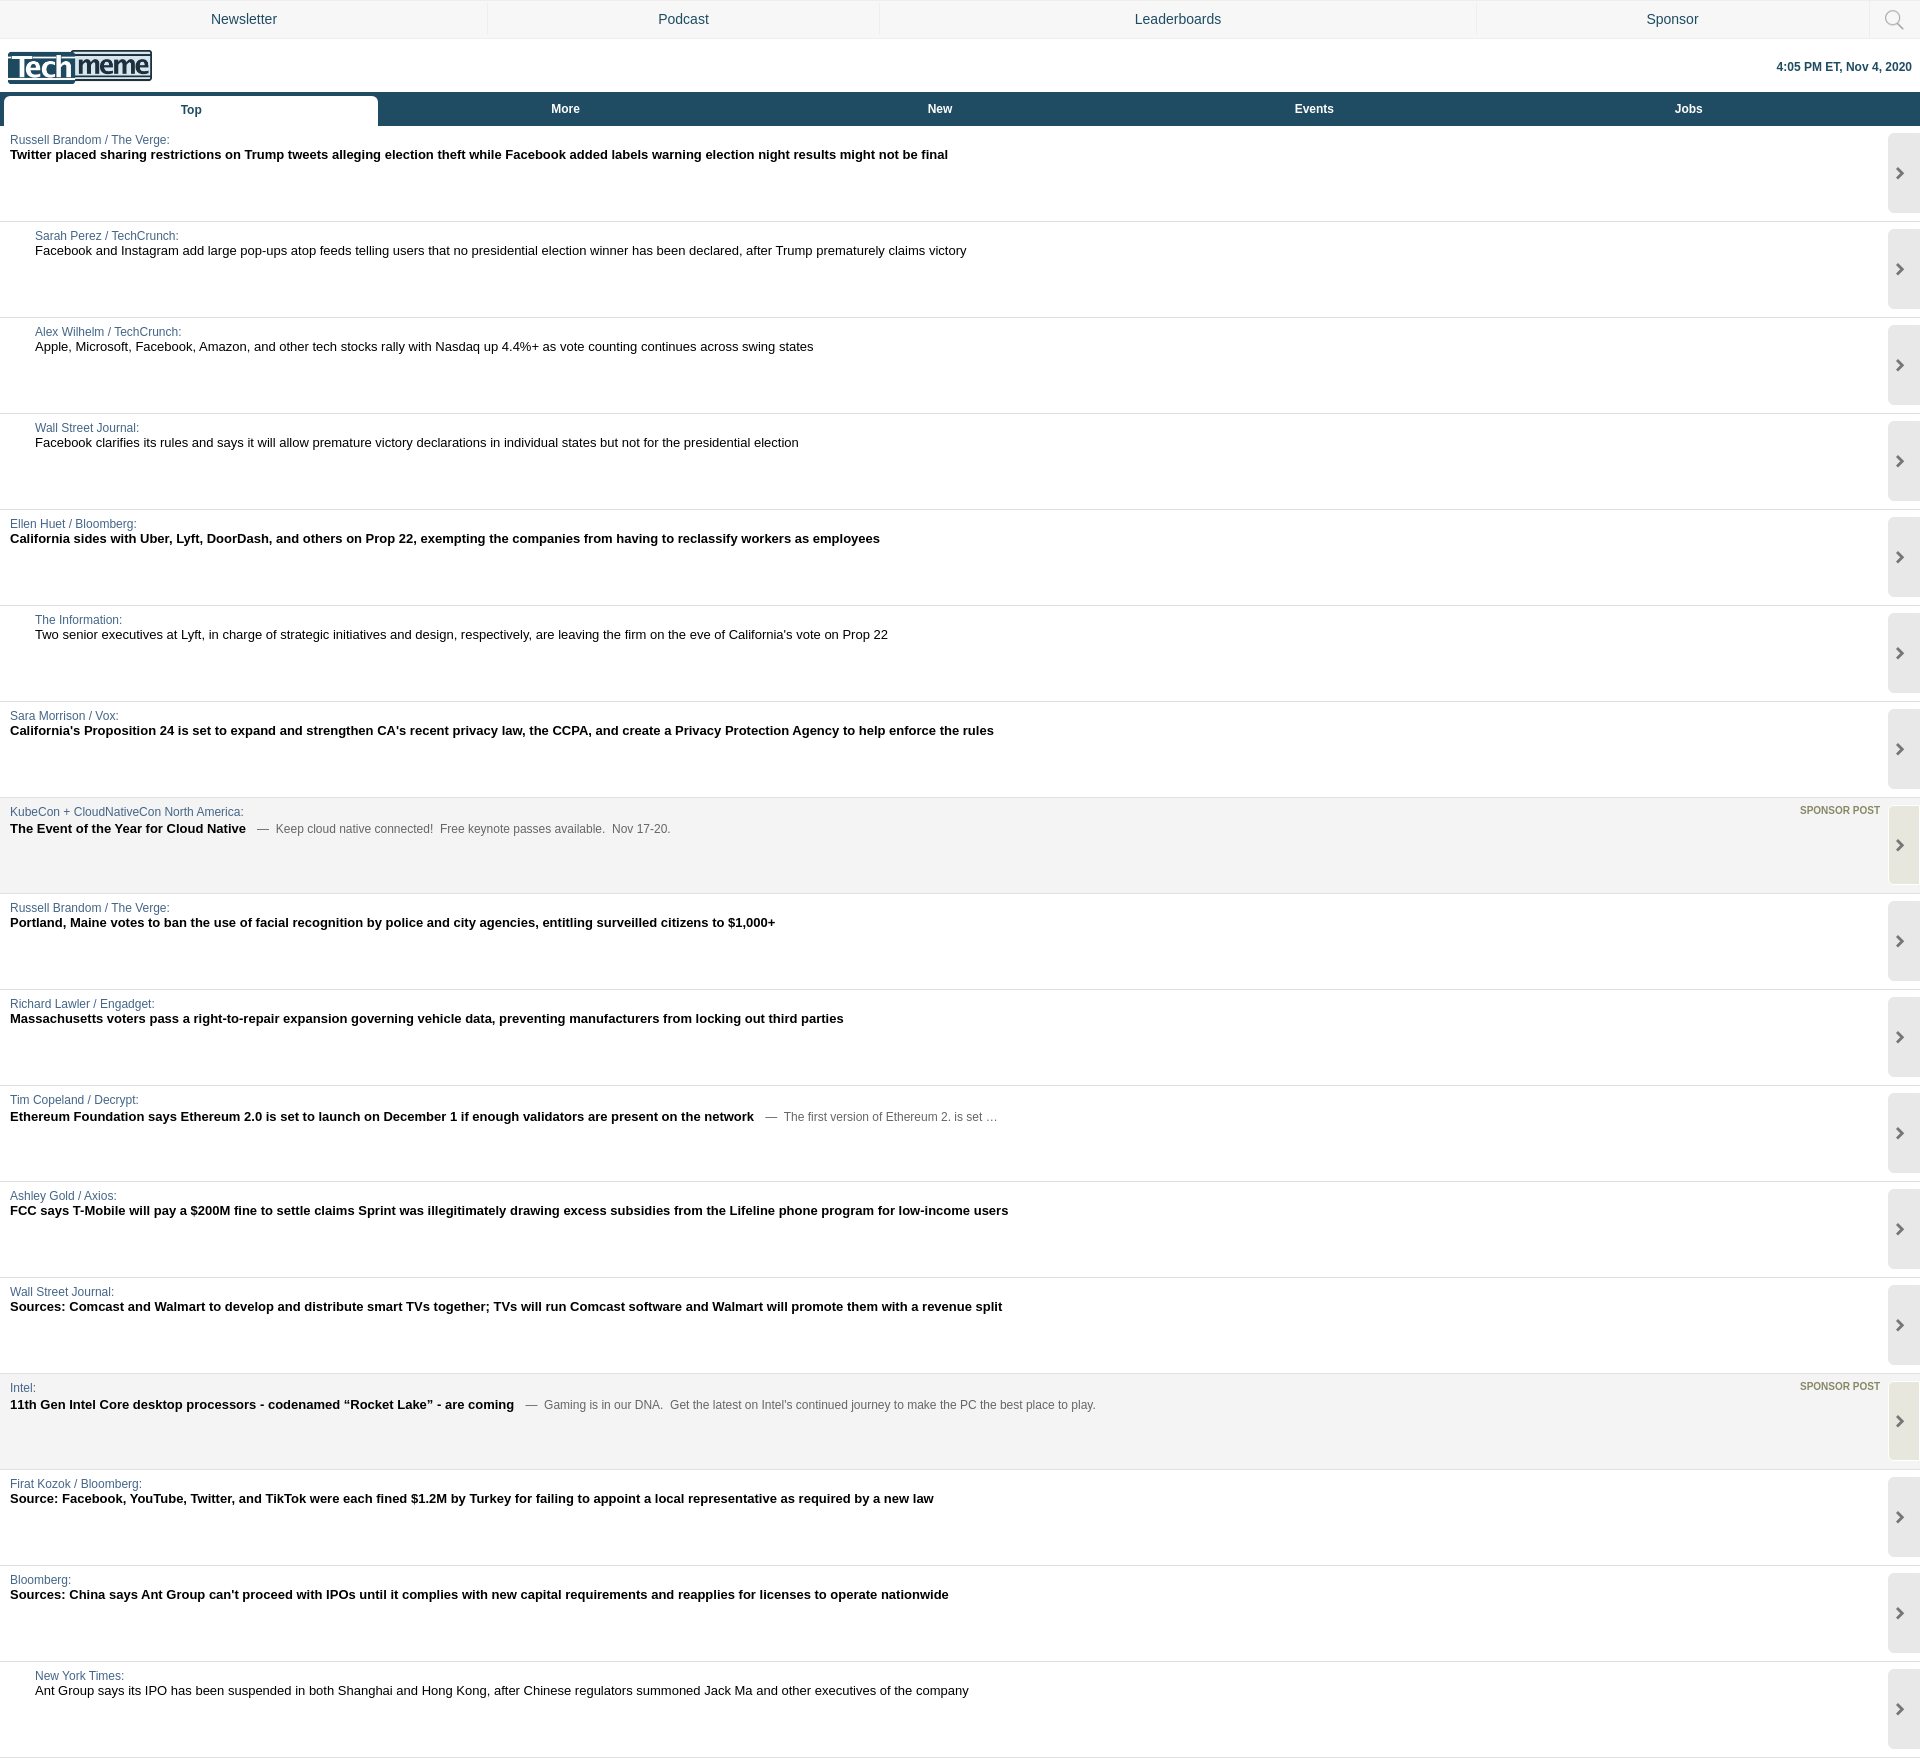 Newsletter
Podcast
Leaderboards
Sponsor
Techmeme
4:05 PM ET, Nov 4, 2020
Top
More
New
Events
Jobs
Russell Brandom / The Verge:
Twitter placed sharing restrictions on Trump tweets alleging election theft while Facebook added labels warning election night results might not be final
Sarah Perez / TechCrunch:
Facebook and Instagram add large pop-ups atop feeds telling users that no presidential election winner has been declared, after Trump prematurely claims victory
Alex Wilhelm / TechCrunch:
Apple, Microsoft, Facebook, Amazon, and other tech stocks rally with Nasdaq up 4.4%+ as vote counting continues across swing states
Wall Street Journal:
Facebook clarifies its rules and says it will allow premature victory declarations in individual states but not for the presidential election
Ellen Huet / Bloomberg:
California sides with Uber, Lyft, DoorDash, and others on Prop 22, exempting the companies from having to reclassify workers as employees
The Information:
Two senior executives at Lyft, in charge of strategic initiatives and design, respectively, are leaving the firm on the eve of California's vote on Prop 22
Sara Morrison / Vox:
California's Proposition 24 is set to expand and strengthen CA's recent privacy law, the CCPA, and create a Privacy Protection Agency to help enforce the rules
KubeCon + CloudNativeCon North America:
SPONSOR POST
The Event of the Year for Cloud Native — Keep cloud native connected! Free keynote passes available. Nov 17-20.
Russell Brandom / The Verge:
Portland, Maine votes to ban the use of facial recognition by police and city agencies, entitling surveilled citizens to $1,000+
Richard Lawler / Engadget:
Massachusetts voters pass a right-to-repair expansion governing vehicle data, preventing manufacturers from locking out third parties
Tim Copeland / Decrypt:
Ethereum Foundation says Ethereum 2.0 is set to launch on December 1 if enough validators are present on the network — The first version of Ethereum 2. is set …
Ashley Gold / Axios:
FCC says T-Mobile will pay a $200M fine to settle claims Sprint was illegitimately drawing excess subsidies from the Lifeline phone program for low-income users
Wall Street Journal:
Sources: Comcast and Walmart to develop and distribute smart TVs together; TVs will run Comcast software and Walmart will promote them with a revenue split
Intel:
SPONSOR POST
11th Gen Intel Core desktop processors - codenamed “Rocket Lake” - are coming — Gaming is in our DNA. Get the latest on Intel's continued journey to make the PC the best place to play.
Firat Kozok / Bloomberg:
Source: Facebook, YouTube, Twitter, and TikTok were each fined $1.2M by Turkey for failing to appoint a local representative as required by a new law
Bloomberg:
Sources: China says Ant Group can't proceed with IPOs until it complies with new capital requirements and reapplies for licenses to operate nationwide
New York Times:
Ant Group says its IPO has been suspended in both Shanghai and Hong Kong, after Chinese regulators summoned Jack Ma and other executives of the company